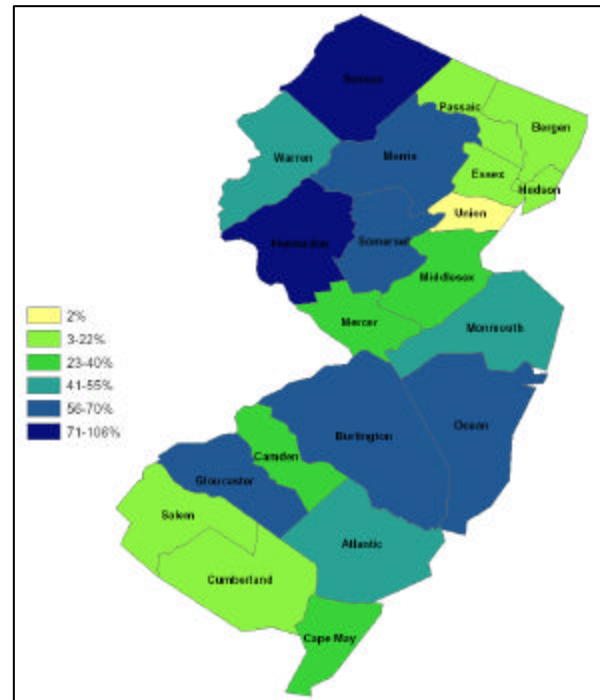 Sussex
Passaic
Bergen
Warren
Morris
Essex
Hudson
Union
Hunterdon
Somerset
Middlesex
Mercer
Monmouth
2%
3-22%
23-40%
41-55%
56-70%
71-106%
Ocean
Burlington
Camden
Gloucester
Salem
Atlantic
Cumberland
Cape May